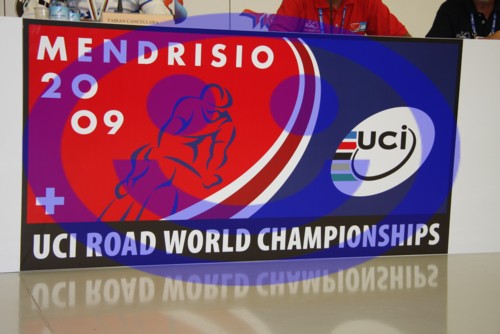 MENDRISIO
20
09
UCi
UCI ROAD WORLD CHAMPIONSHIPS